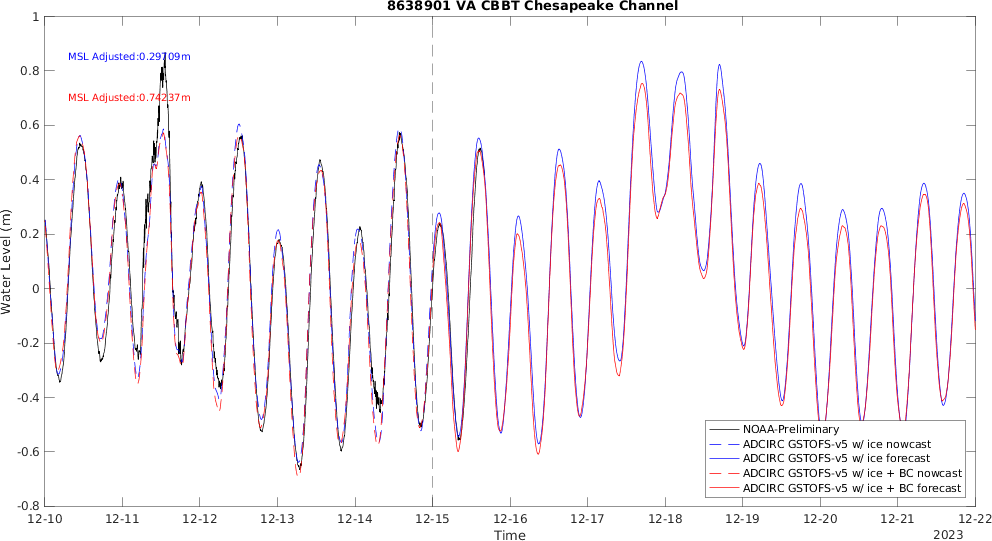 8638901 VA CBBT Chesapeake Channel
1
0.8
0.6
0.4
0.2
0
-0.2
-0.4
-0.6
-0.8
Water Level (m)
MSL Adjusted:0.29709m
MSL Adjusted:0.74237m
NOAA-Preliminary
ADCIRC GSTOFS-v5 w/ ice nowcast
ADCIRC GSTOFS-v5 w/ ice forecast
ADCIRC GSTOFS-v5 w/ ice + BC nowcast
ADCIRC GSTOFS-v5 w/ ice + BC forecast
12-10 12-11 12-12 12-13 12-14 12-15 12-16 12-17 12-18 12-19 12-20 12-21 12-22
Time
2023